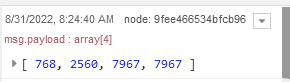 8/31/2022, 8:24:40 AM node: 9fee466534bfcb96
msg.payload : array[4]
[ 768, 2560, 7967, 7967 ]